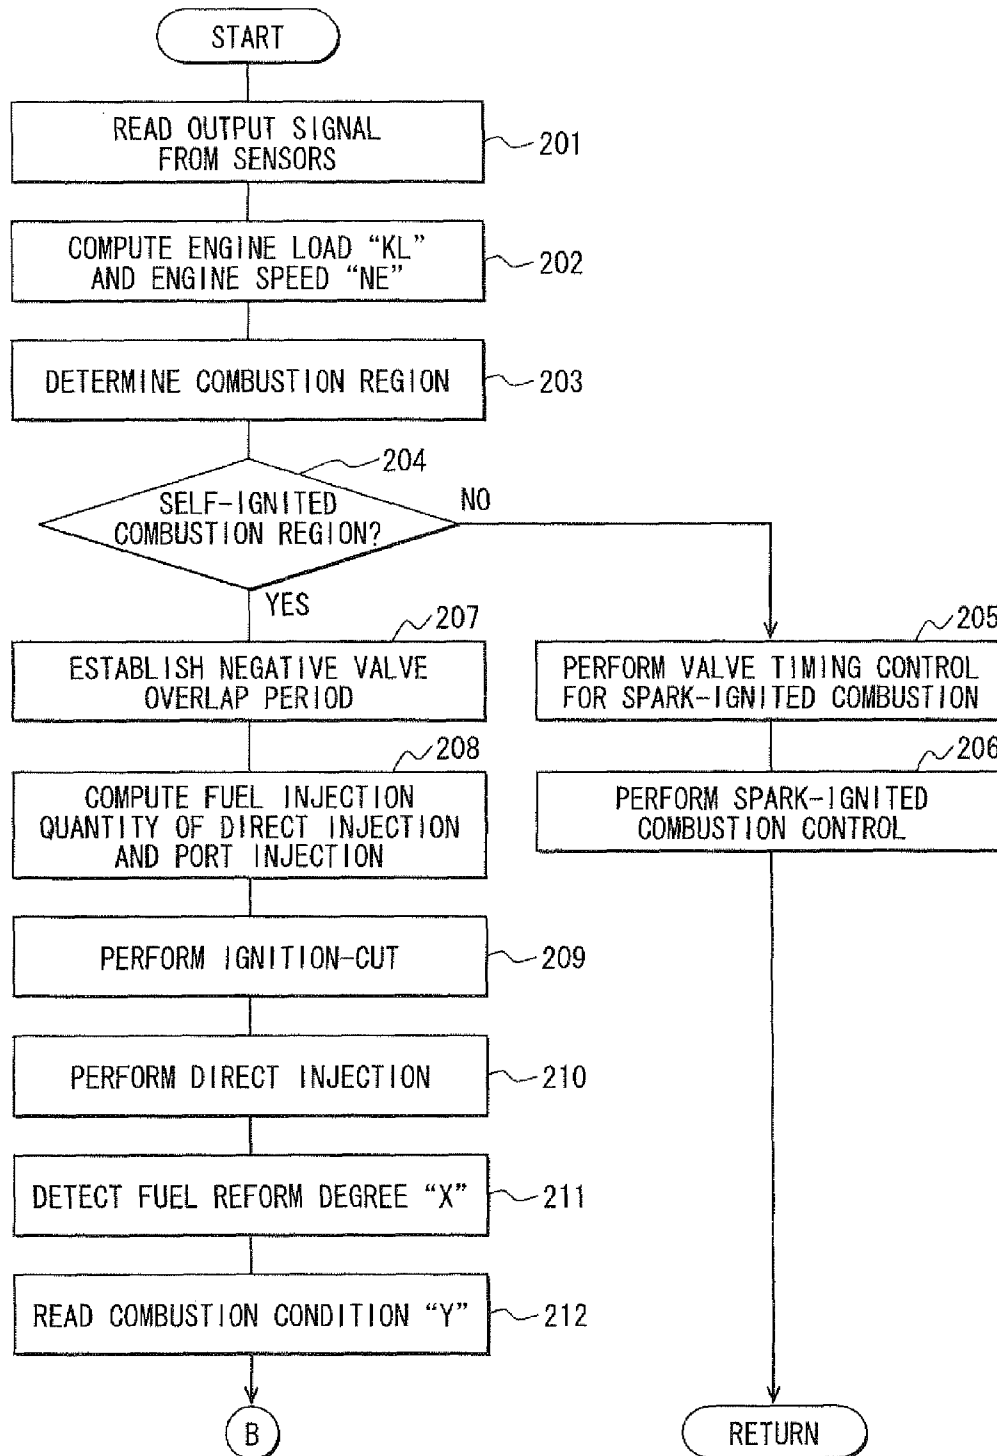 START
READ OUTPUT SIGNAL
FROM SENSORS
201
COMPUTE ENGINE LOAD “KL”
AND ENGINE SPEED “NE”
202
DETERMINE COMBUSTION REGION
203
204
SELF-IGNITED
COMBUSTION REGION?
NO
YES
207
ESTABLISH NEGATIVE VALVE
OVERLAP PERIOD
208
COMPUTE FUEL INJECTION
QUANTITY OF DIRECT INJECTION
AND PORT INJECTION
PERFORM IGNITION-CUT
209
PERFORM DIRECT INJECTION
210
DETECT FUEL REFORM DEGREE “X”
211
READ COMBUSTION CONDITION “Y”
212
B
205
PERFORM VALVE TIMING CONTROL
FOR SPARK-IGNITED COMBUSTION
206
PERFORM SPARK-IGNITED
COMBUSTION CONTROL
RETURN